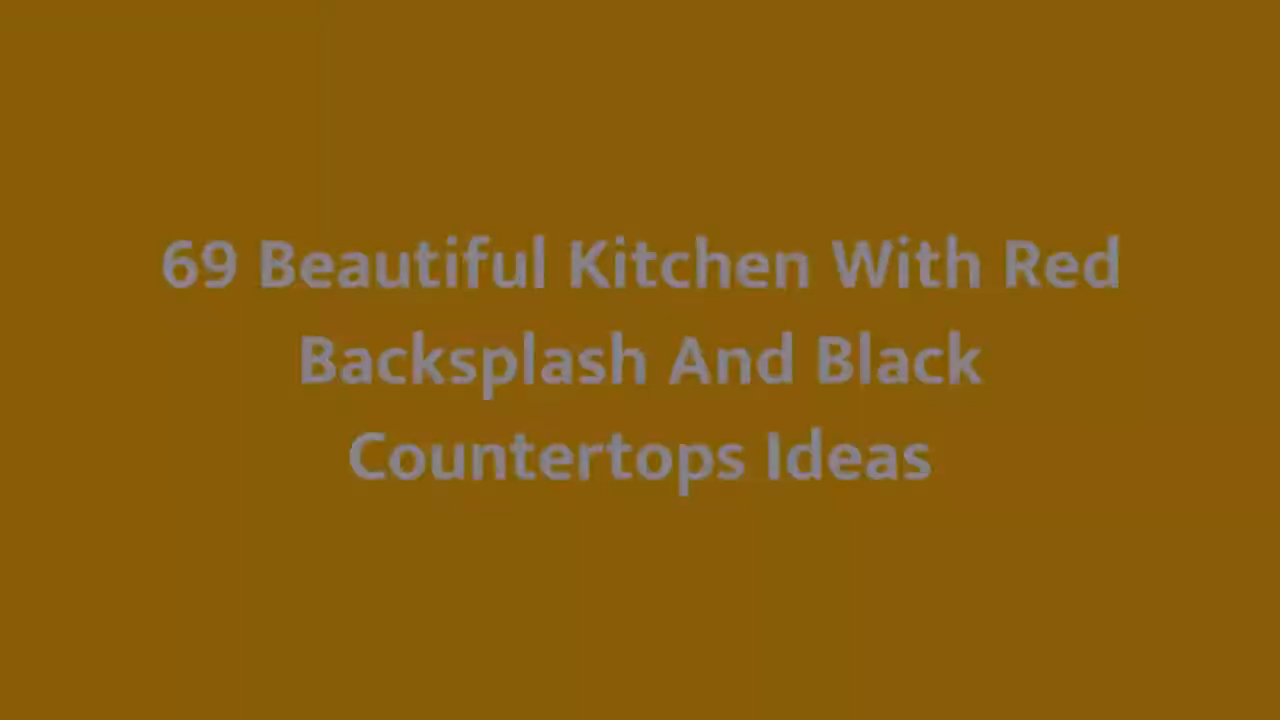 69 Beautiful Kitchen With Red
Backsplash And Black
Countertops Ideas